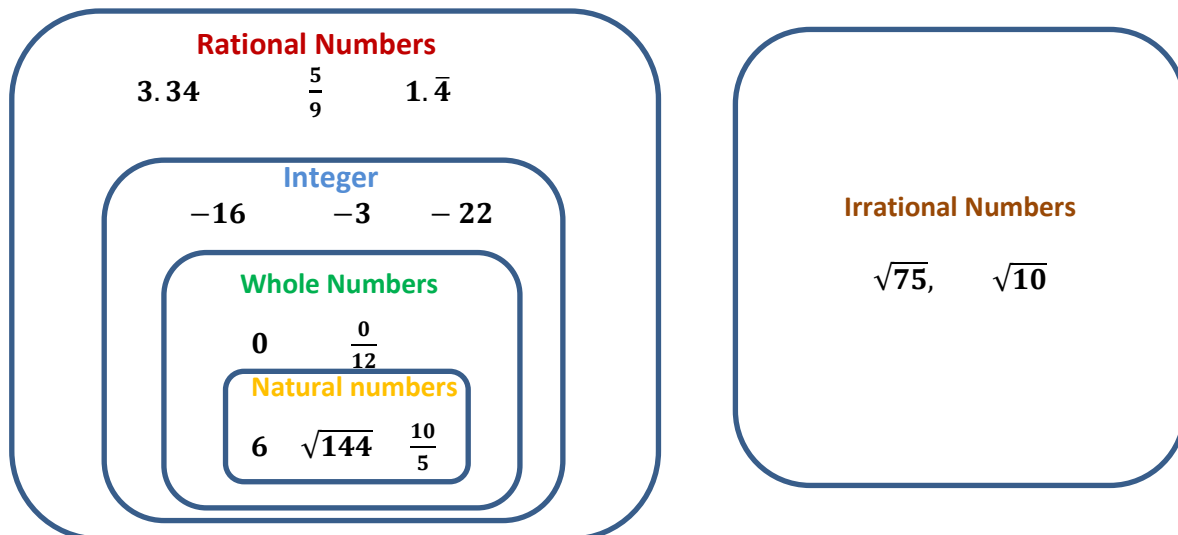 Rational Numbers
3.34 5/9 1.4̅
Integer
−16 −3 − 22
Whole Numbers
0 0/12
Natural numbers
6 √144 10/5
Irrational Numbers
√75, √10